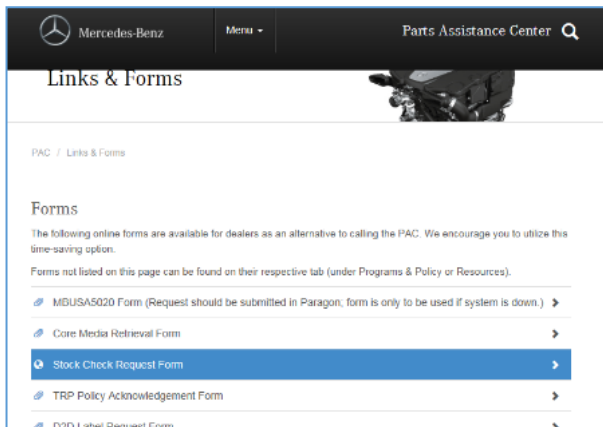 Mercedes-Benz
Menu
Parts Assistance Center
Links & Forms
PAC / Links & Forms
Forms
The following online forms are available for dealers as an alternative to calling the PAC. We encourage you to utilize this
time-saving option.
Forms not listed on this page can be found on their respective tab (under Programs & Policy or Resources).
MBUSA5020 Form (Request should be submitted in Paragon; form is only to be used if system is down.)
Core Media Retrieval Form
Stock Check Request Form
TRP Policy Acknowledgement Form
D2D Label Request Form